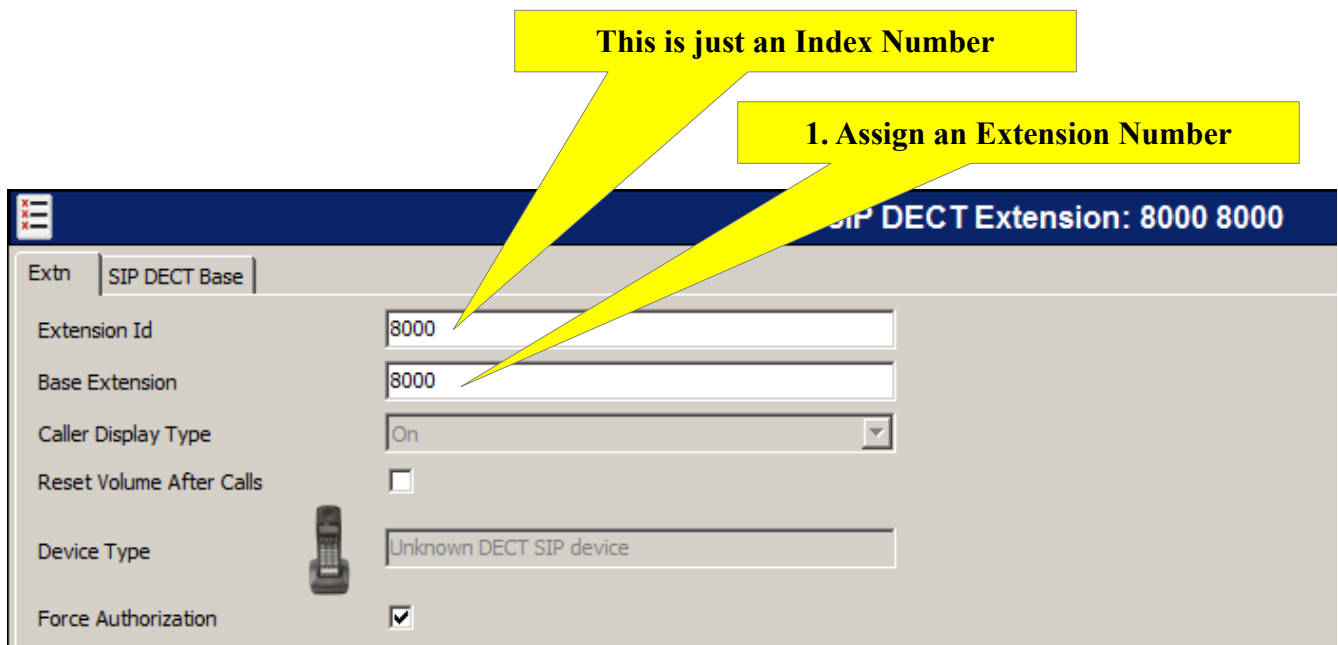 This is just an Index Number
1. Assign an Extension Number
SIP DECT Extension: 8000 8000
Extn
SIP DECT Base
Extension Id
8000
Base Extension
8000
Caller Display Type
On
Reset Volume After Calls
Device Type
Unknown DECT SIP device
Force Authorization